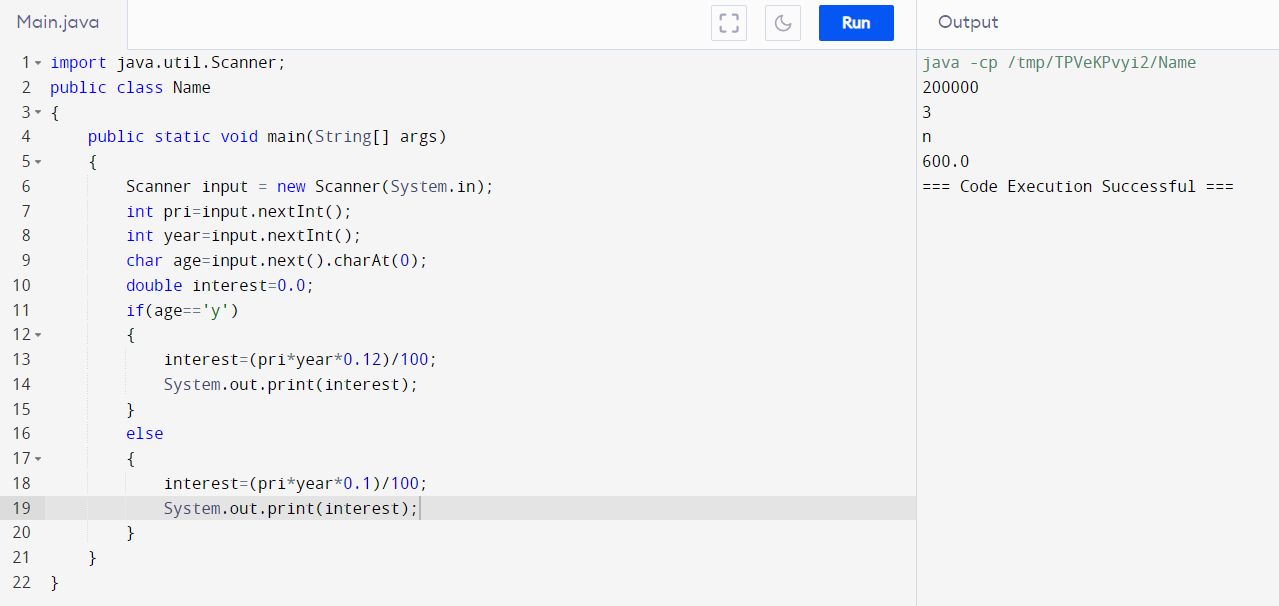 Main.java
Run
Output
1 import java.util.Scanner;
2 public class Name
3 {
4     public static void main(String[] args)
5     {
6         Scanner input = new Scanner(System.in);
7         int pri=input.nextInt();
8         int year=input.nextInt();
9         char age=input.next().charAt(0);
10         double interest=0.0;
11         if(age=='y')
12         {
13             interest=(pri*year*0.12)/100;
14             System.out.print(interest);
15         }
16         else
17         {
18             interest=(pri*year*0.1)/100;
19             System.out.print(interest);
20         }
21     }
22 }
java -cp /tmp/TPVeKPvyi2/Name
200000
3
n
600.0
=== Code Execution Successful ===